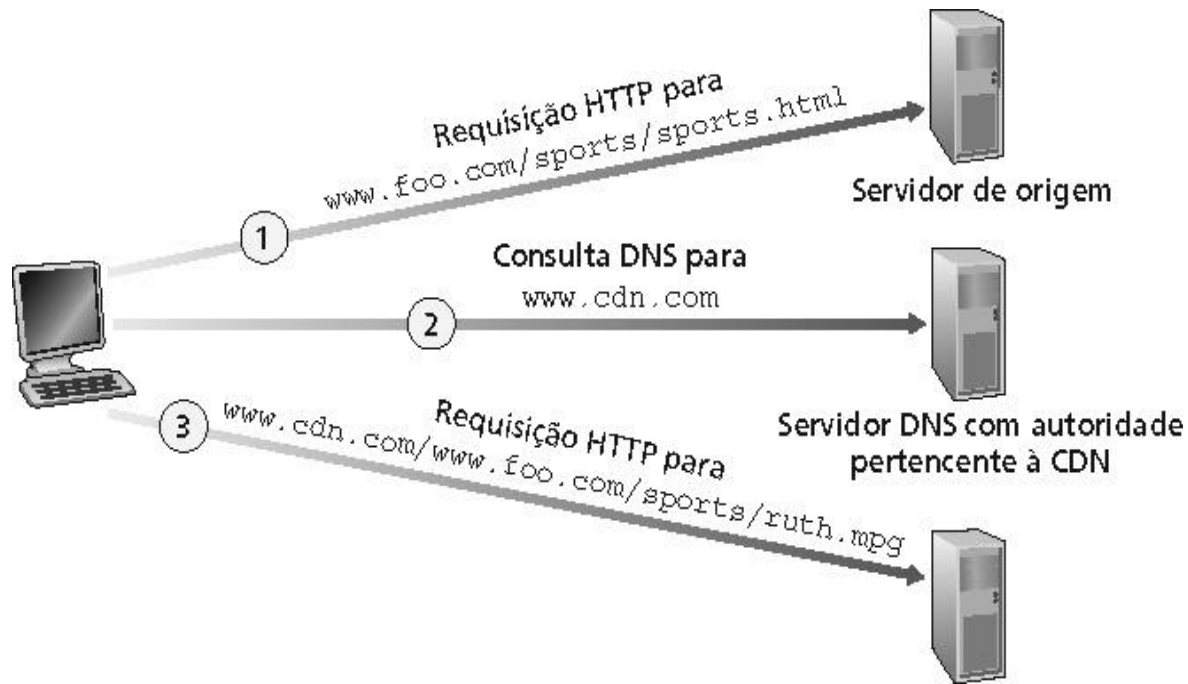 Requisição HTTP para
www.foo.com/sports/sports.html
Servidor de origem
1
Consulta DNS para
www.cdn.com
2
Servidor DNS com autoridade
pertencente à CDN
3
Requisição HTTP para
www.cdn.com/www.foo.com/sports/ruth.mpg